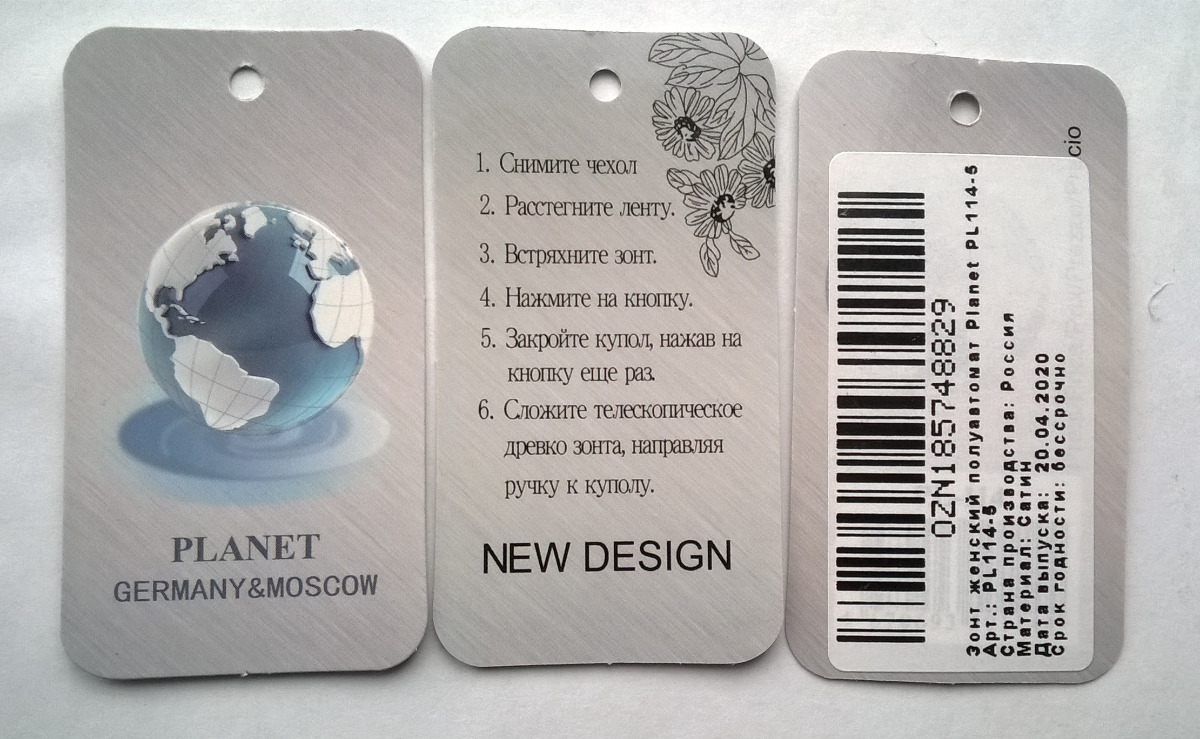 PLANET
GERMANY&MOSCOW
1. Снимите чехол
2. Расстегните ленту.
3. Встряхните зонт.
4. Нажмите на кнопку.
5. Закройте купол, нажав на
кнопку еще раз.
6. Сложите телескопическое
древко зонта, направляя
ручку к куполу.
NEW DESIGN
cio
OZN185748829
Зонт женский полуавтомат Planet PL114-5
Арт.: PL114-5
Страна производства: Россия
Материал: Сатин
Дата выпуска: 20.04.2020
Срок годности: бессрочно